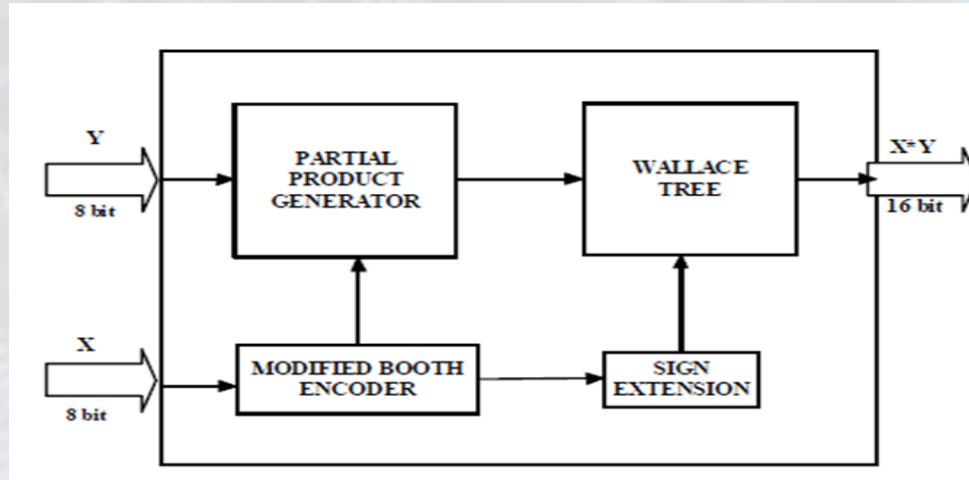 Y
8 bit
PARTIAL
PRODUCT
GENERATOR
WALLACE
TREE
X*Y
16 bit
X
8 bit
MODIFIED BOOTH
ENCODER
SIGN
EXTENSION